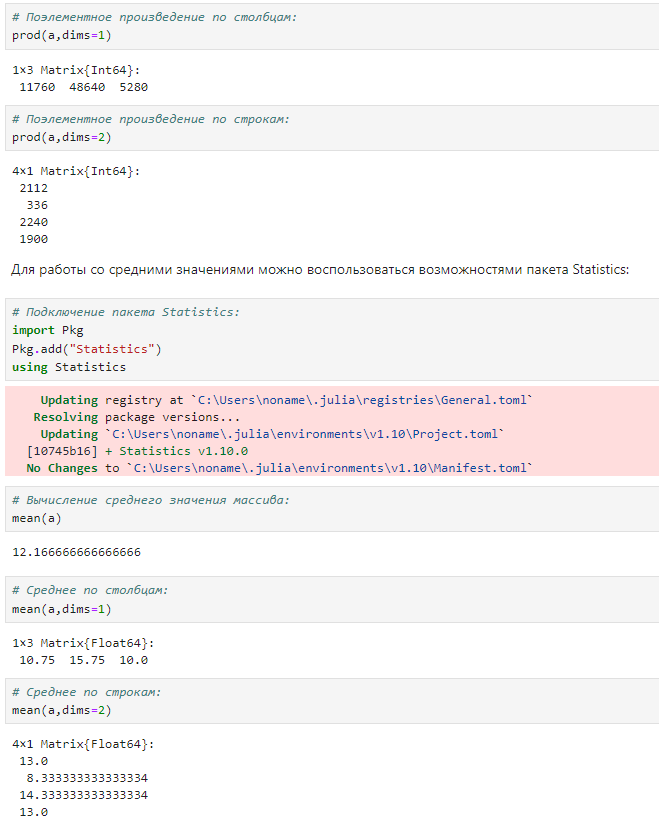 # Поэлементное произведение по столбцам:
prod(a,dims=1)
1×3 Matrix{Int64}:
 11760  48640  5280
# Поэлементное произведение по строкам:
prod(a,dims=2)
4×1 Matrix{Int64}:
 2112
  336
 2240
 1900
Для работы со средними значениями можно воспользоваться возможностями пакета Statistics:
# Подключение пакета Statistics:
import Pkg
Pkg.add("Statistics")
using Statistics
    Updating registry at `C:\Users\noname\.julia\registries\General.toml`
   Resolving package versions...
    Updating `C:\Users\noname\.julia\environments\v1.10\Project.toml`
  [10745b16] + Statistics v1.10.0
  No Changes to `C:\Users\noname\.julia\environments\v1.10\Manifest.toml`
# Вычисление среднего значения массива:
mean(a)
12.166666666666666
# Среднее по столбцам:
mean(a,dims=1)
1×3 Matrix{Float64}:
 10.75  15.75  10.0
# Среднее по строкам:
mean(a,dims=2)
4×1 Matrix{Float64}:
 13.0
  8.333333333333334
 14.333333333333334
 13.0